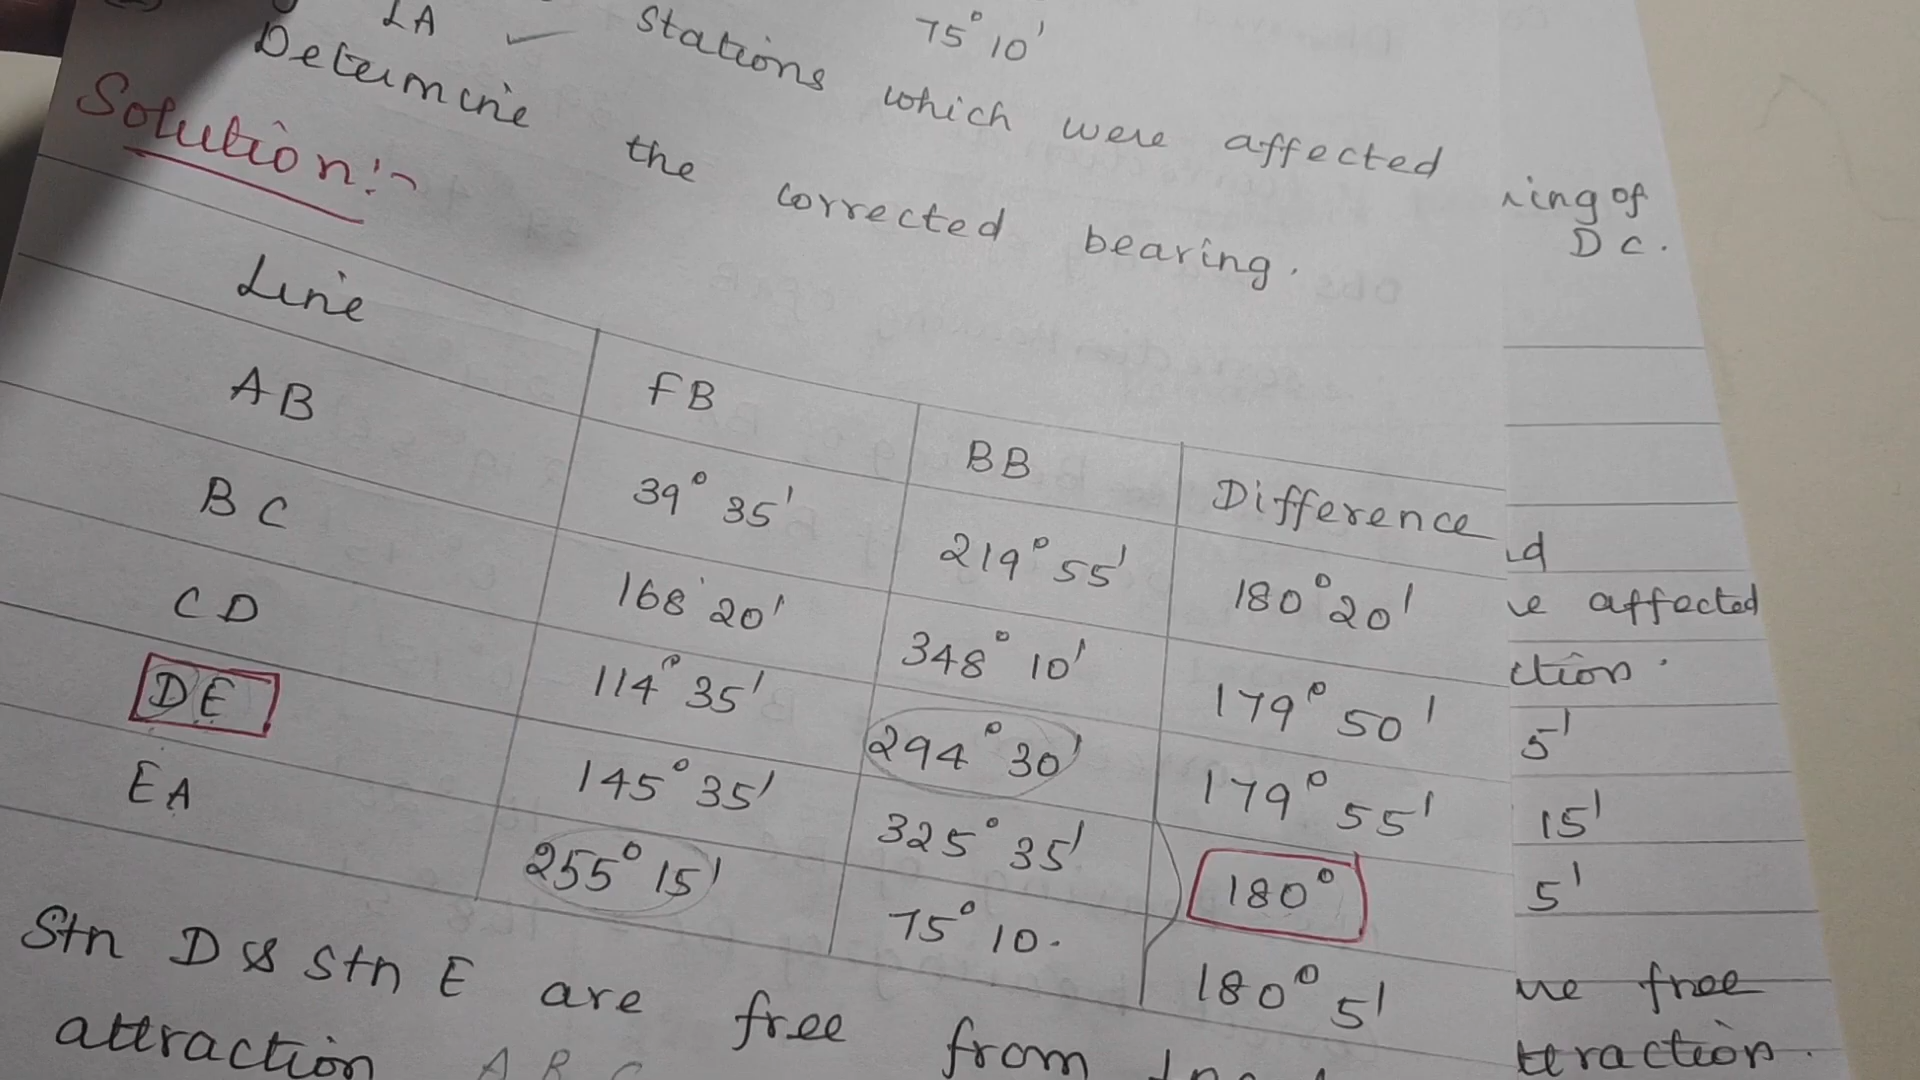 LA ✓ Stations 75° 10'
Determine the which were affected
corrected bearing.
Solution:-
Line FB BB Difference
AB 39° 35' 219° 55' 180° 20'
BC 168° 20' 348° 10' 179° 50'
CD 114° 35' 294° 30' 179° 55'
DE 145° 35' 325° 35' 180°
EA 255° 15' 75° 10. 180° 5'
Stn D & Stn E are free from
attraction A B C
ing of
DC.
affected
ction.
5'
15'
5'
free
ttraction.